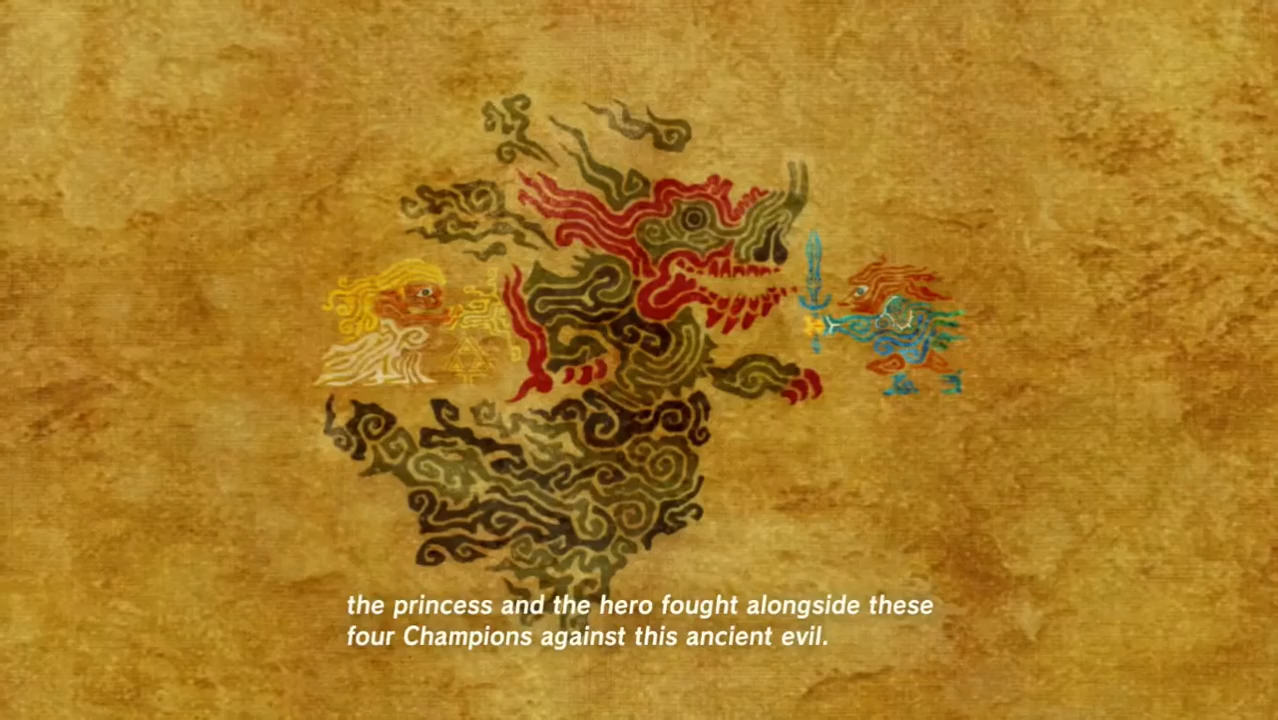 the princess and the hero fought alongside these
four Champions against this ancient evil.